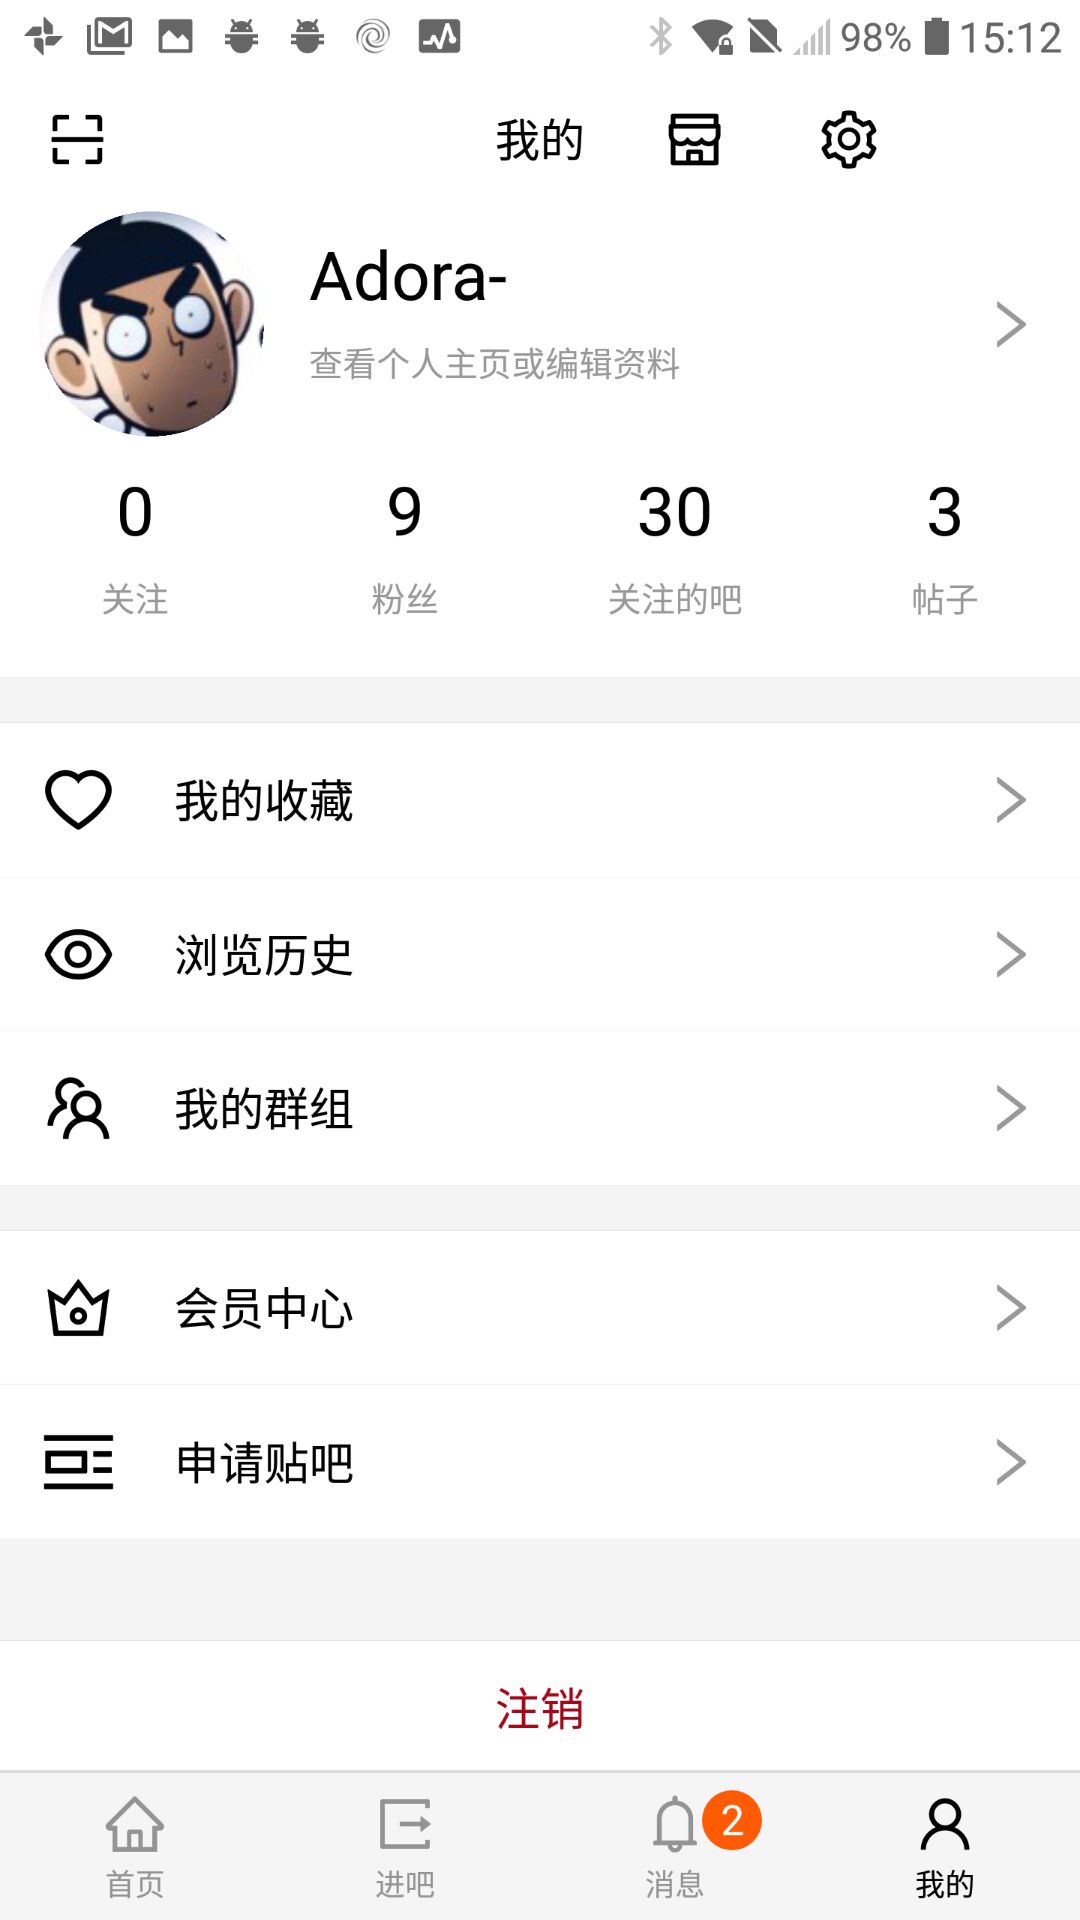 98% 15:12
我的
Adora-
查看个人主页或编辑资料
0 9 30 3
关注 粉丝 关注的吧 帖子
我的收藏
浏览历史
我的群组
会员中心
申请贴吧
注销
2
首页 进吧 消息 我的